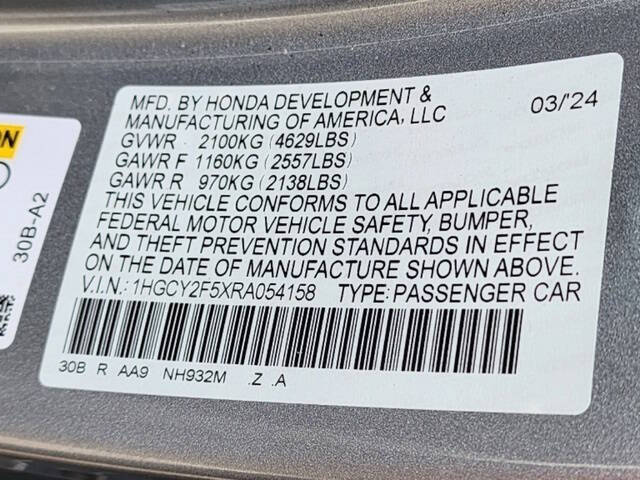 ON
30B-A2
MFD. BY HONDA DEVELOPMENT & 03/'24
MANUFACTURING OF AMERICA, LLC
GVWR 2100KG (4629LBS)
GAWR F 1160KG (2557LBS)
GAWR R 970KG (2138LBS)
THIS VEHICLE CONFORMS TO ALL APPLICABLE
FEDERAL MOTOR VEHICLE SAFETY, BUMPER,
AND THEFT PREVENTION STANDARDS IN EFFECT
ON THE DATE OF MANUFACTURE SHOWN ABOVE.
V.I.N.: 1HGCY2F5XRA054158 TYPE: PASSENGER CAR
30B R AA9 NH932M .Z .A